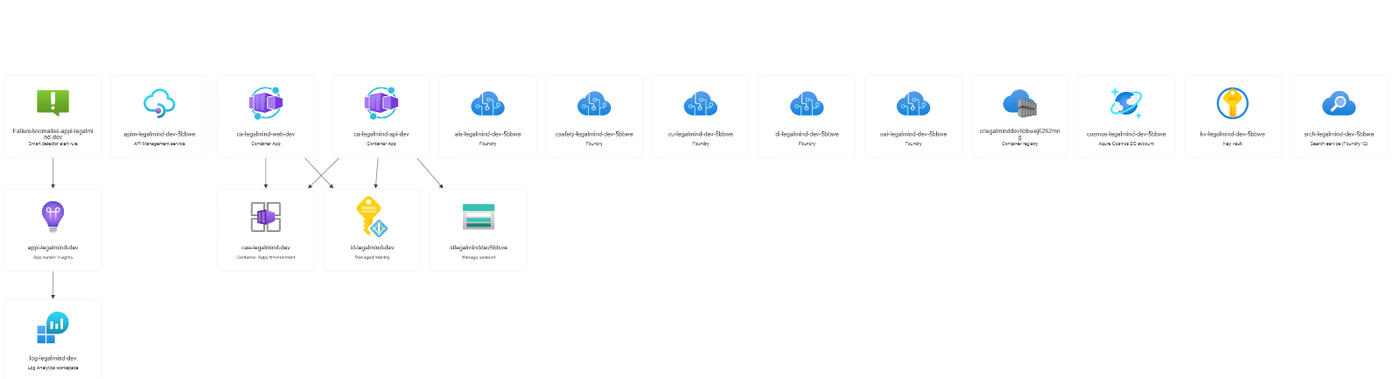 FailureAnomalies-appi-legalmi
nd-dev
Smart detector alert rule
apim-legalmind-dev-5bbwe
API Management service
ca-legalmind-web-dev
Container App
ca-legalmind-api-dev
Container App
ais-legalmind-dev-5bbwe
Foundry
csafety-legalmind-dev-5bbwe
Foundry
cu-legalmind-dev-5bbwe
Foundry
di-legalmind-dev-5bbwe
Foundry
oai-legalmind-dev-5bbwe
Foundry
Container registry
cosmos-legalmind-dev-5bbwe
Azure Cosmos DB account
kv-legalmind-dev-5bbwe
Key vault
srch-legalmind-dev-5bbwe
Search service (Foundry IQ)
appi-legalmind-dev
Application Insights
cae-legalmind-dev
Container Apps Environment
id-legalmind-dev
Managed Identity
stlegalminddev5bbwe
Storage account
log-legalmind-dev
Log Analytics workspace